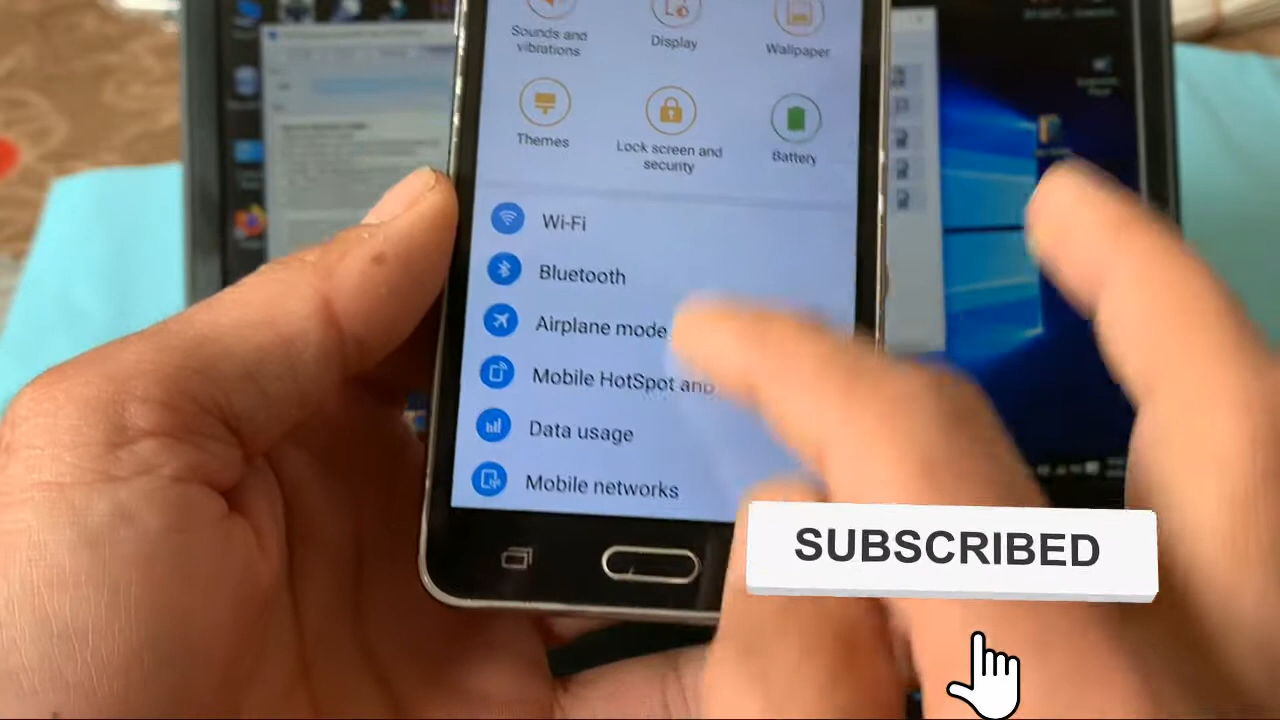 Sounds and
vibrations
Display
Wallpaper
Themes
Lock screen and
security
Battery
Wi-Fi
Bluetooth
Airplane mode
Mobile HotSpot and
Data usage
Mobile networks
SUBSCRIBED